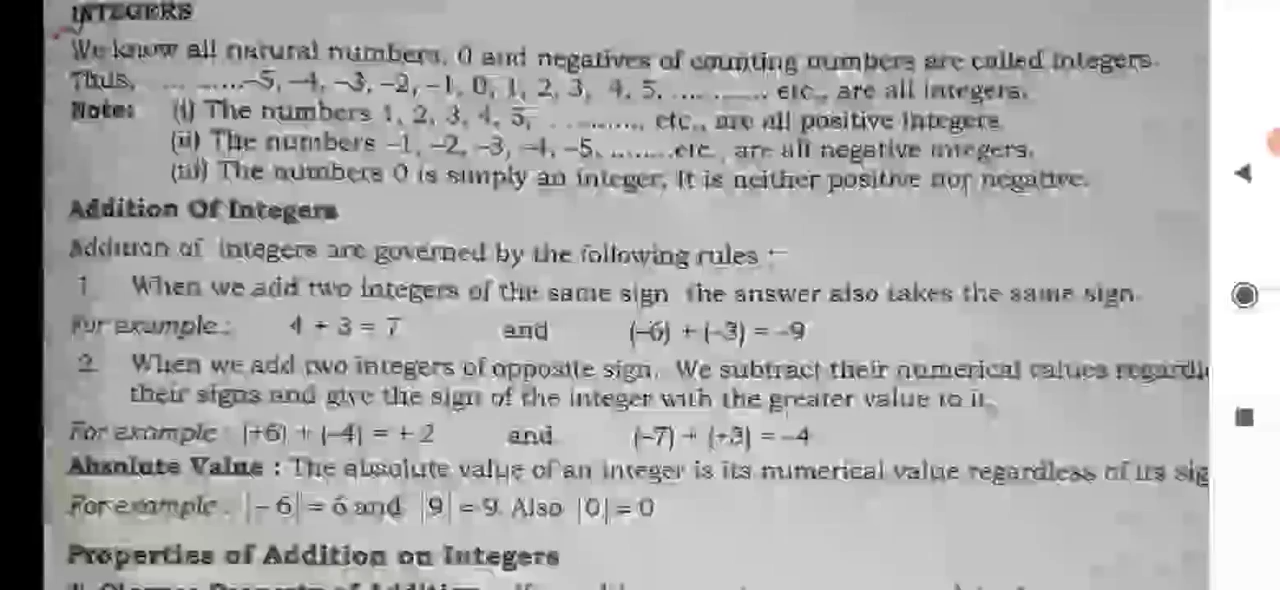 INTEGERS
We know all natural numbers, 0 and negatives of counting numbers are called integers.
Thus, ... ......–5, –4, –3, –2, –1, 0, 1, 2, 3, 4, 5, ... ............ etc., are all integers.
Note: (i) The numbers 1, 2, 3, 4, 5, ............, etc., are all positive integers
(ii) The numbers –1, –2, –3, –4, –5, ........etc., are all negative integers.
(iii) The numbers 0 is simply an integer, It is neither positive nor negative.
Addition Of Integers
Addition of integers are governed by the following rules :–
1. When we add two integers of the same sign the answer also takes the same sign.
For example : 4 + 3 = 7 and (–6) + (–3) = –9
2. When we add two integers of opposite sign. We subtract their numerical values regardl
their signs and give the sign of the integer with the greater value to it.
For example : (+6) + (–4) = + 2 and (–7) + (+3) = –4
Absolute Value : The absolute value of an integer is its numerical value regardless of its sig
For example : |– 6| = 6 and |9| = 9. Also |0| = 0
Properties of Addition on Integers